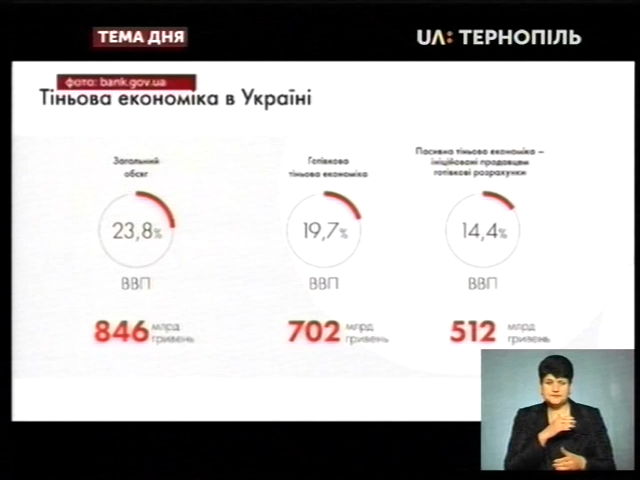 ТЕМА ДНЯ
UA: ТЕРНОПІЛЬ
фото: bank.gov.ua
Тіньова економіка в Україні
Загальний
обсяг
23,8%
ВВП
846 млрд
гривень
Готівкова
тіньова економіка
19,7%
ВВП
702 млрд
гривень
Пасивна тіньова економіка –
ініційовані продавцем
готівкові розрахунки
14,4%
ВВП
512 млрд
гривень